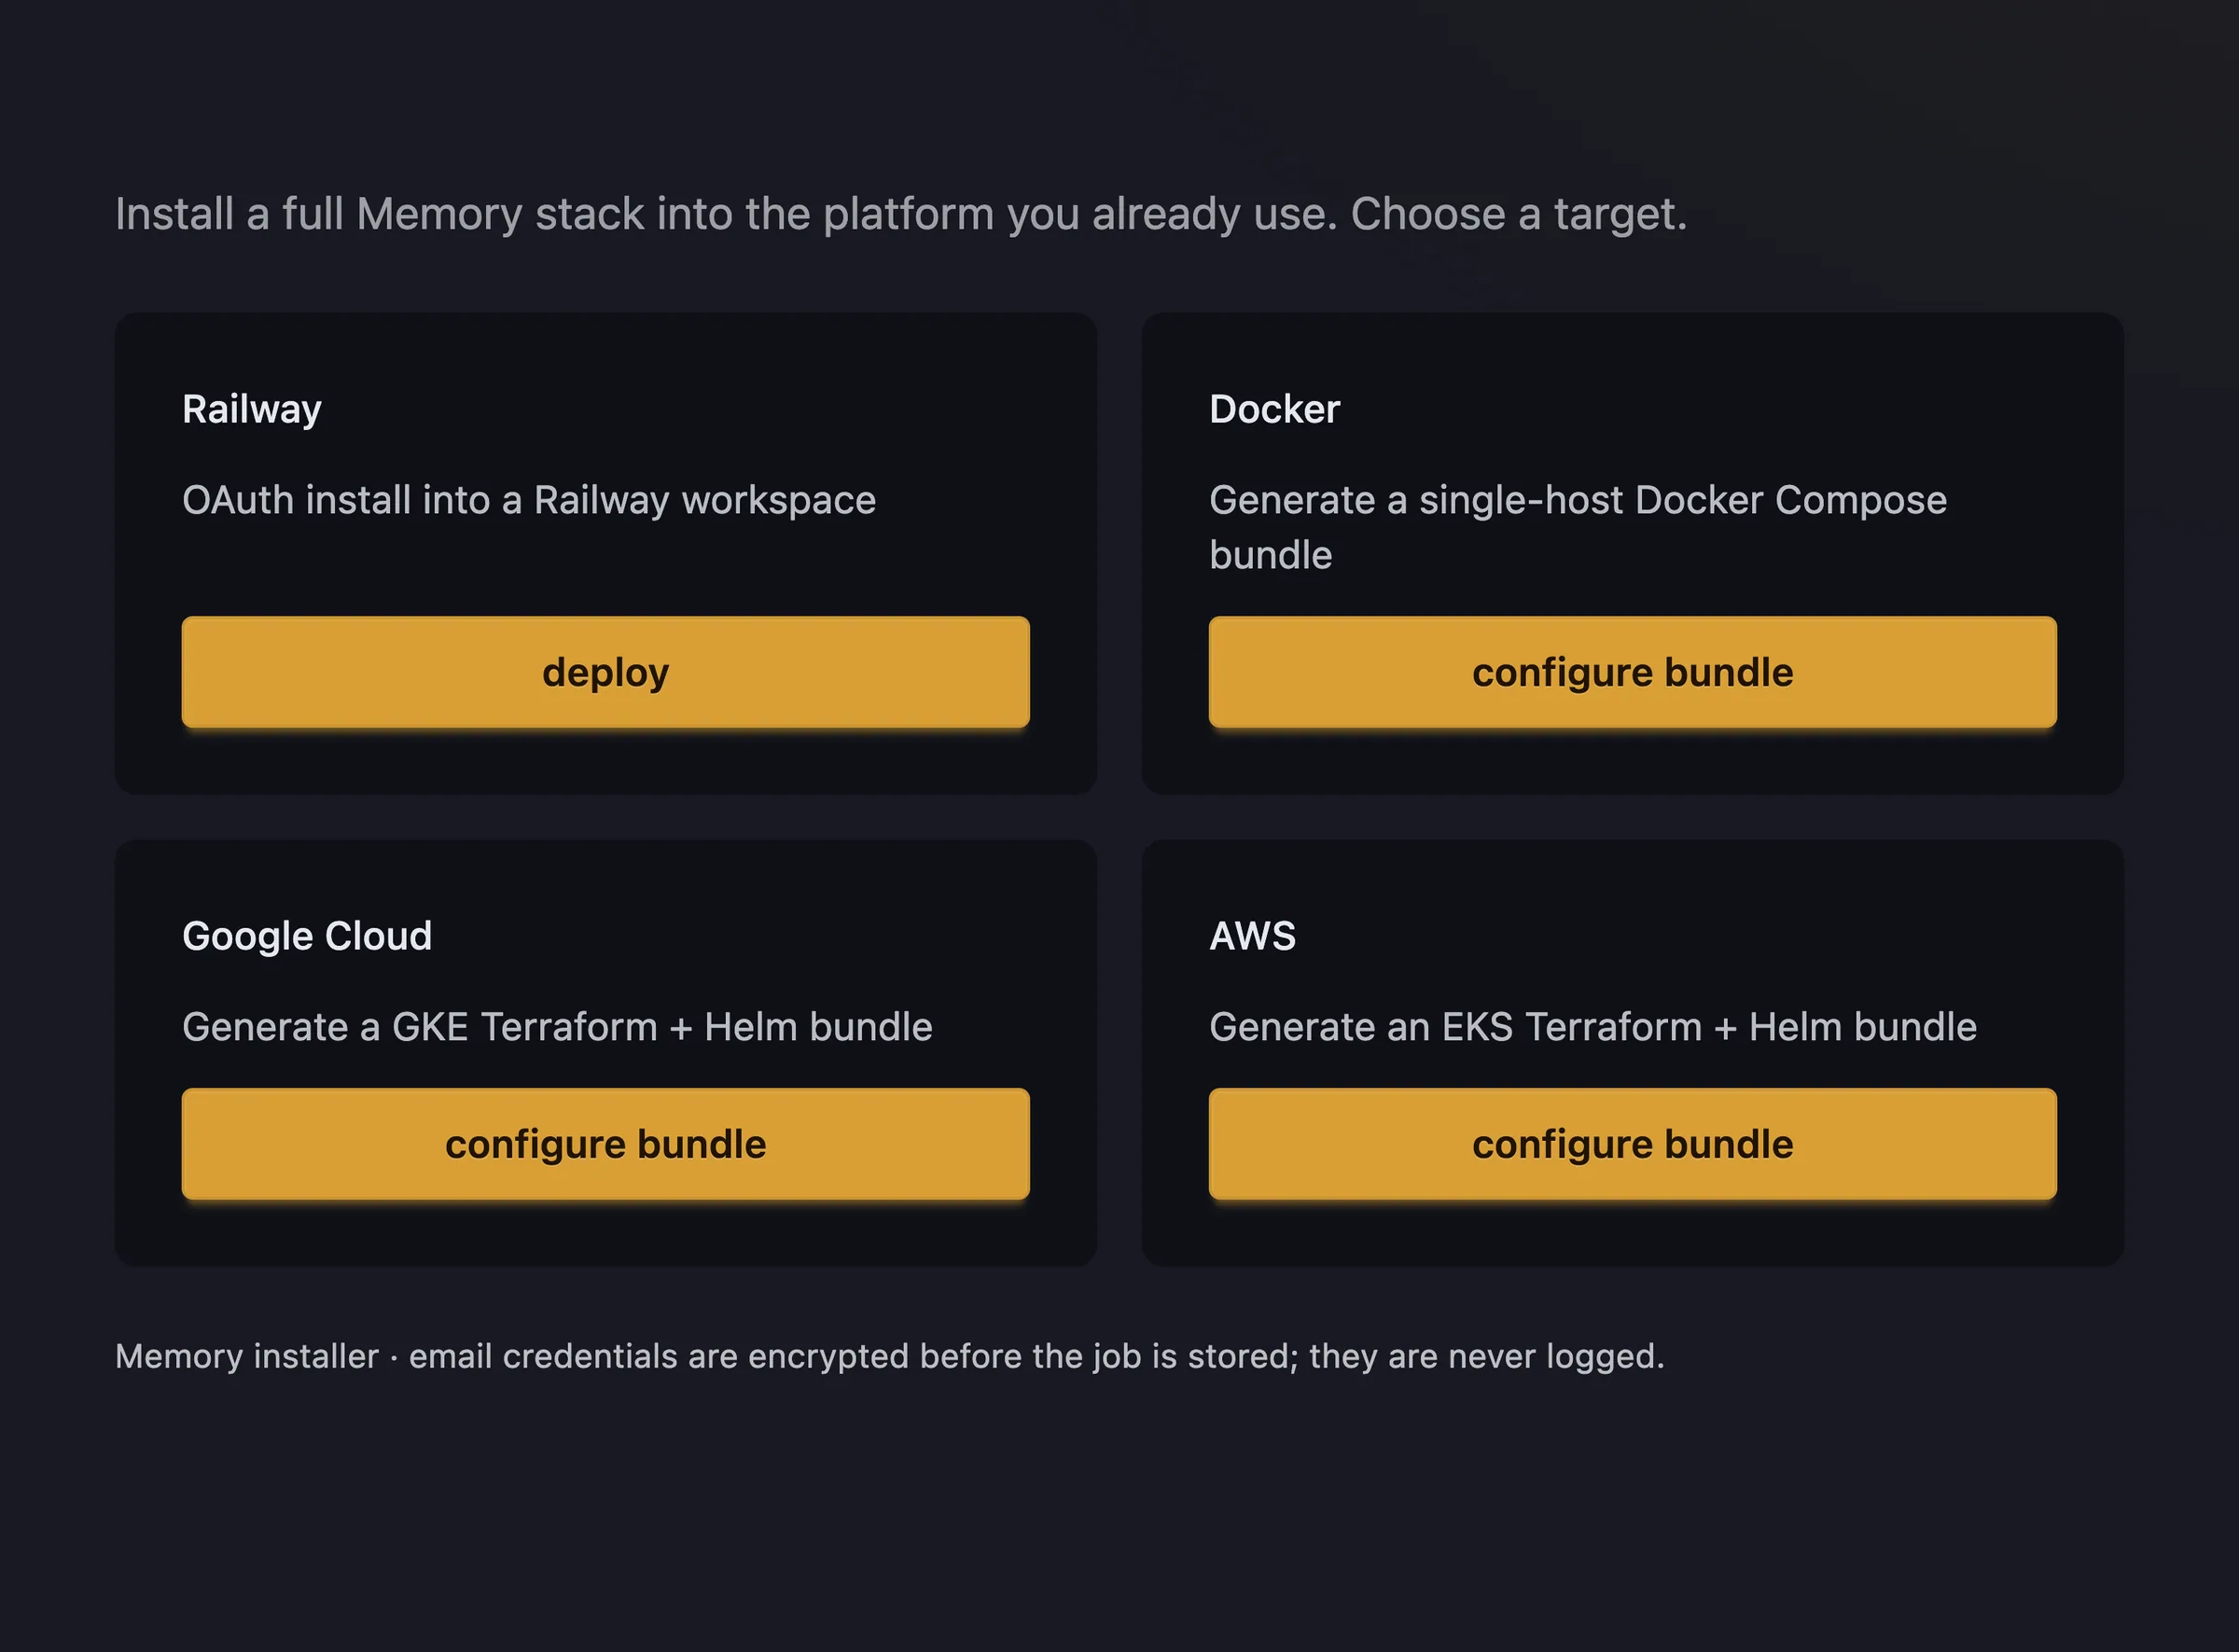 Install a full Memory stack into the platform you already use. Choose a target.
Railway
OAuth install into a Railway workspace
deploy
Docker
Generate a single-host Docker Compose
bundle
configure bundle
Google Cloud
Generate a GKE Terraform + Helm bundle
configure bundle
AWS
Generate an EKS Terraform + Helm bundle
configure bundle
Memory installer · email credentials are encrypted before the job is stored; they are never logged.